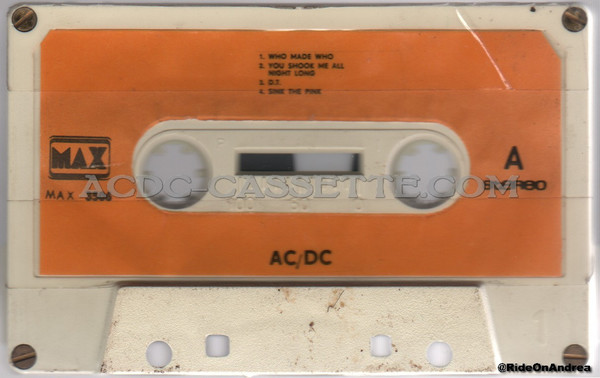 1. WHO MADE WHO
2. YOU SHOOK ME ALL
NIGHT LONG
3. D.T.
4. SINK THE PINK
MAX
A
ACDC-CASSETTE.COM
STEREO
MAX
AC/DC
1
@RideOnAndrea